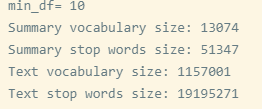 min_df= 10
Summary vocabulary size: 13074
Summary stop words size: 51347
Text vocabulary size: 1157001
Text stop words size: 19195271